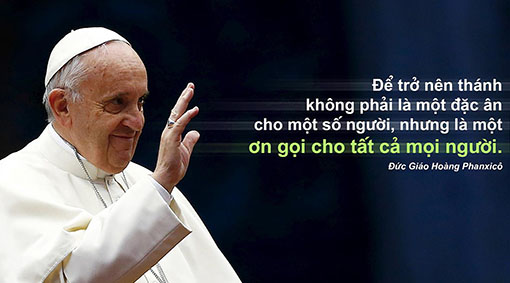 Để trở nên thánh
không phải là một đặc ân
cho một số người, nhưng là một
ơn gọi cho tất cả mọi người.
Đức Giáo Hoàng Phanxicô